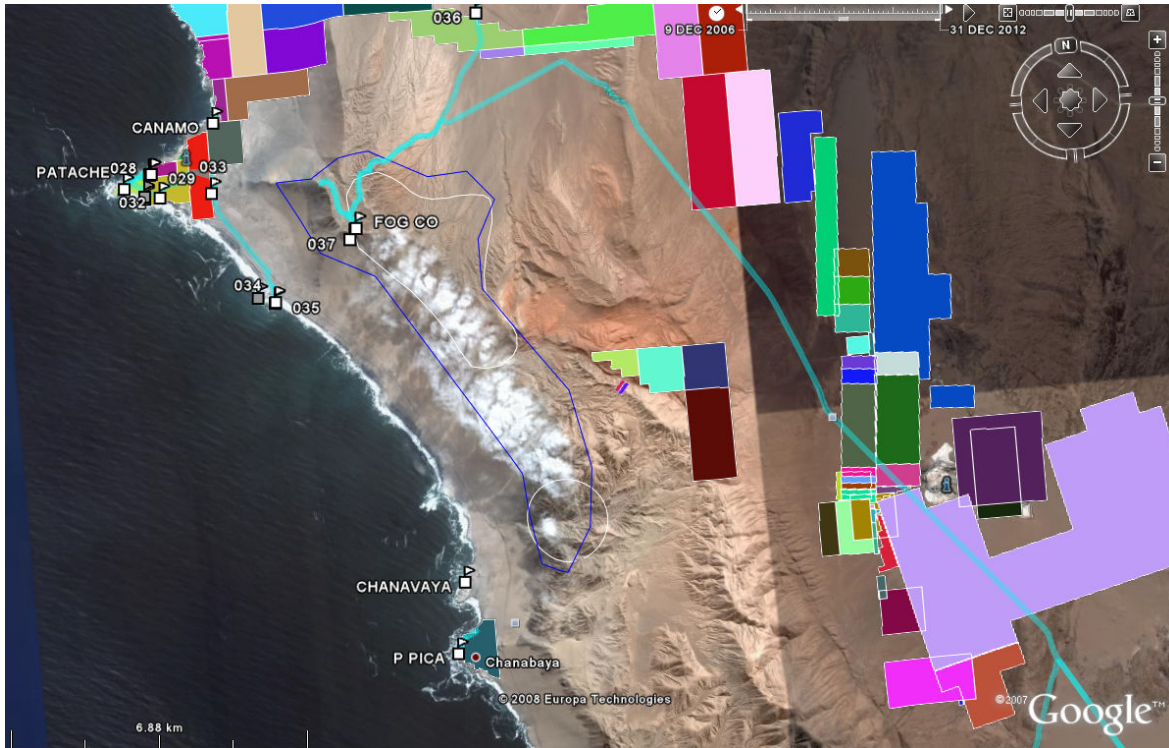 036
9 DEC 2006
31 DEC 2012
N
CANAMO
028
033
PATACHE
029
032
FOG CO
037
034
035
CHANAVAYA
P PICA
Chanabaya
© 2008 Europa Technologies
6.88 km
©2007 Google™